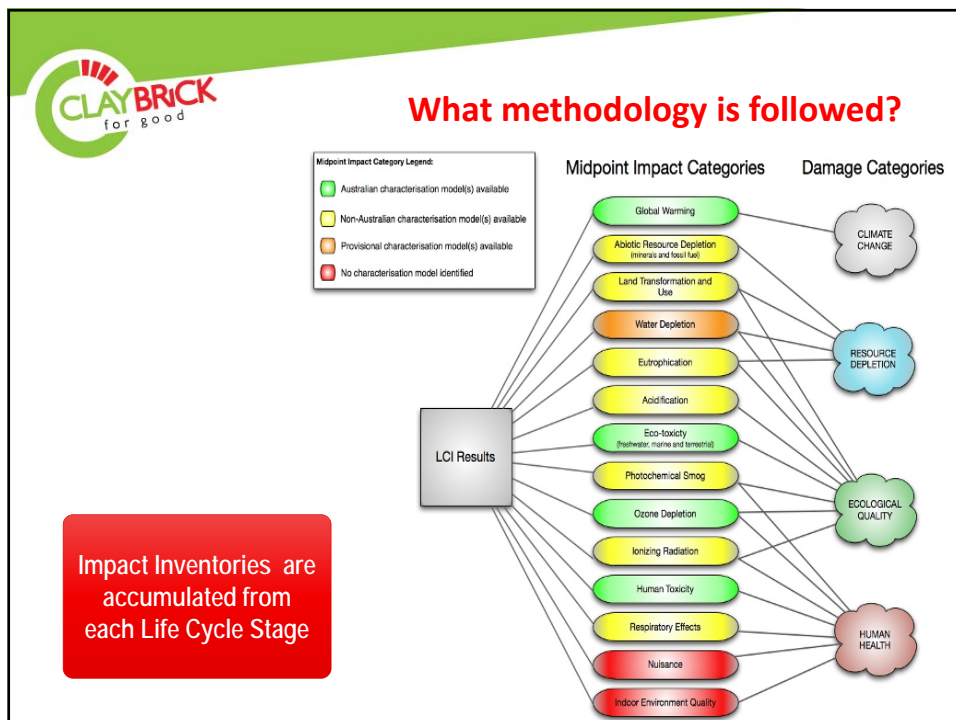 CLAYBRICK
for good
What methodology is followed?
Midpoint Impact Category Legend:
Australian characterisation model(s) available
Non-Australian characterisation model(s) available
Provisional characterisation model(s) available
No characterisation model identified
Midpoint Impact Categories
Damage Categories
Global Warming
Abiotic Resource Depletion
(minerals and fossil fuel)
Land Transformation and
Use
Water Depletion
Eutrophication
Acidification
Eco-toxicty
(freshwater, marine and terrestrial)
Photochemical Smog
Ozone Depletion
Ionizing Radiation
Human Toxicity
Respiratory Effects
Nuisance
Indoor Environment Quality
LCI Results
CLIMATE
CHANGE
RESOURCE
DEPLETION
ECOLOGICAL
QUALITY
HUMAN
HEALTH
Impact Inventories are
accumulated from
each Life Cycle Stage